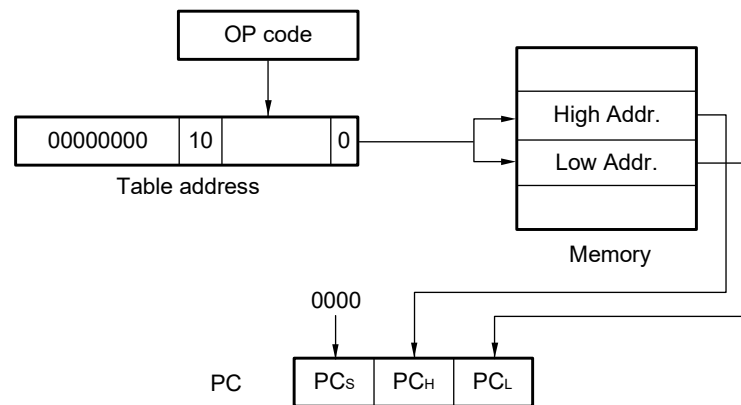 OP code
00000000 10 0
High Addr.
Low Addr.
Table address
Memory
0000
PC PCS PCH PCL